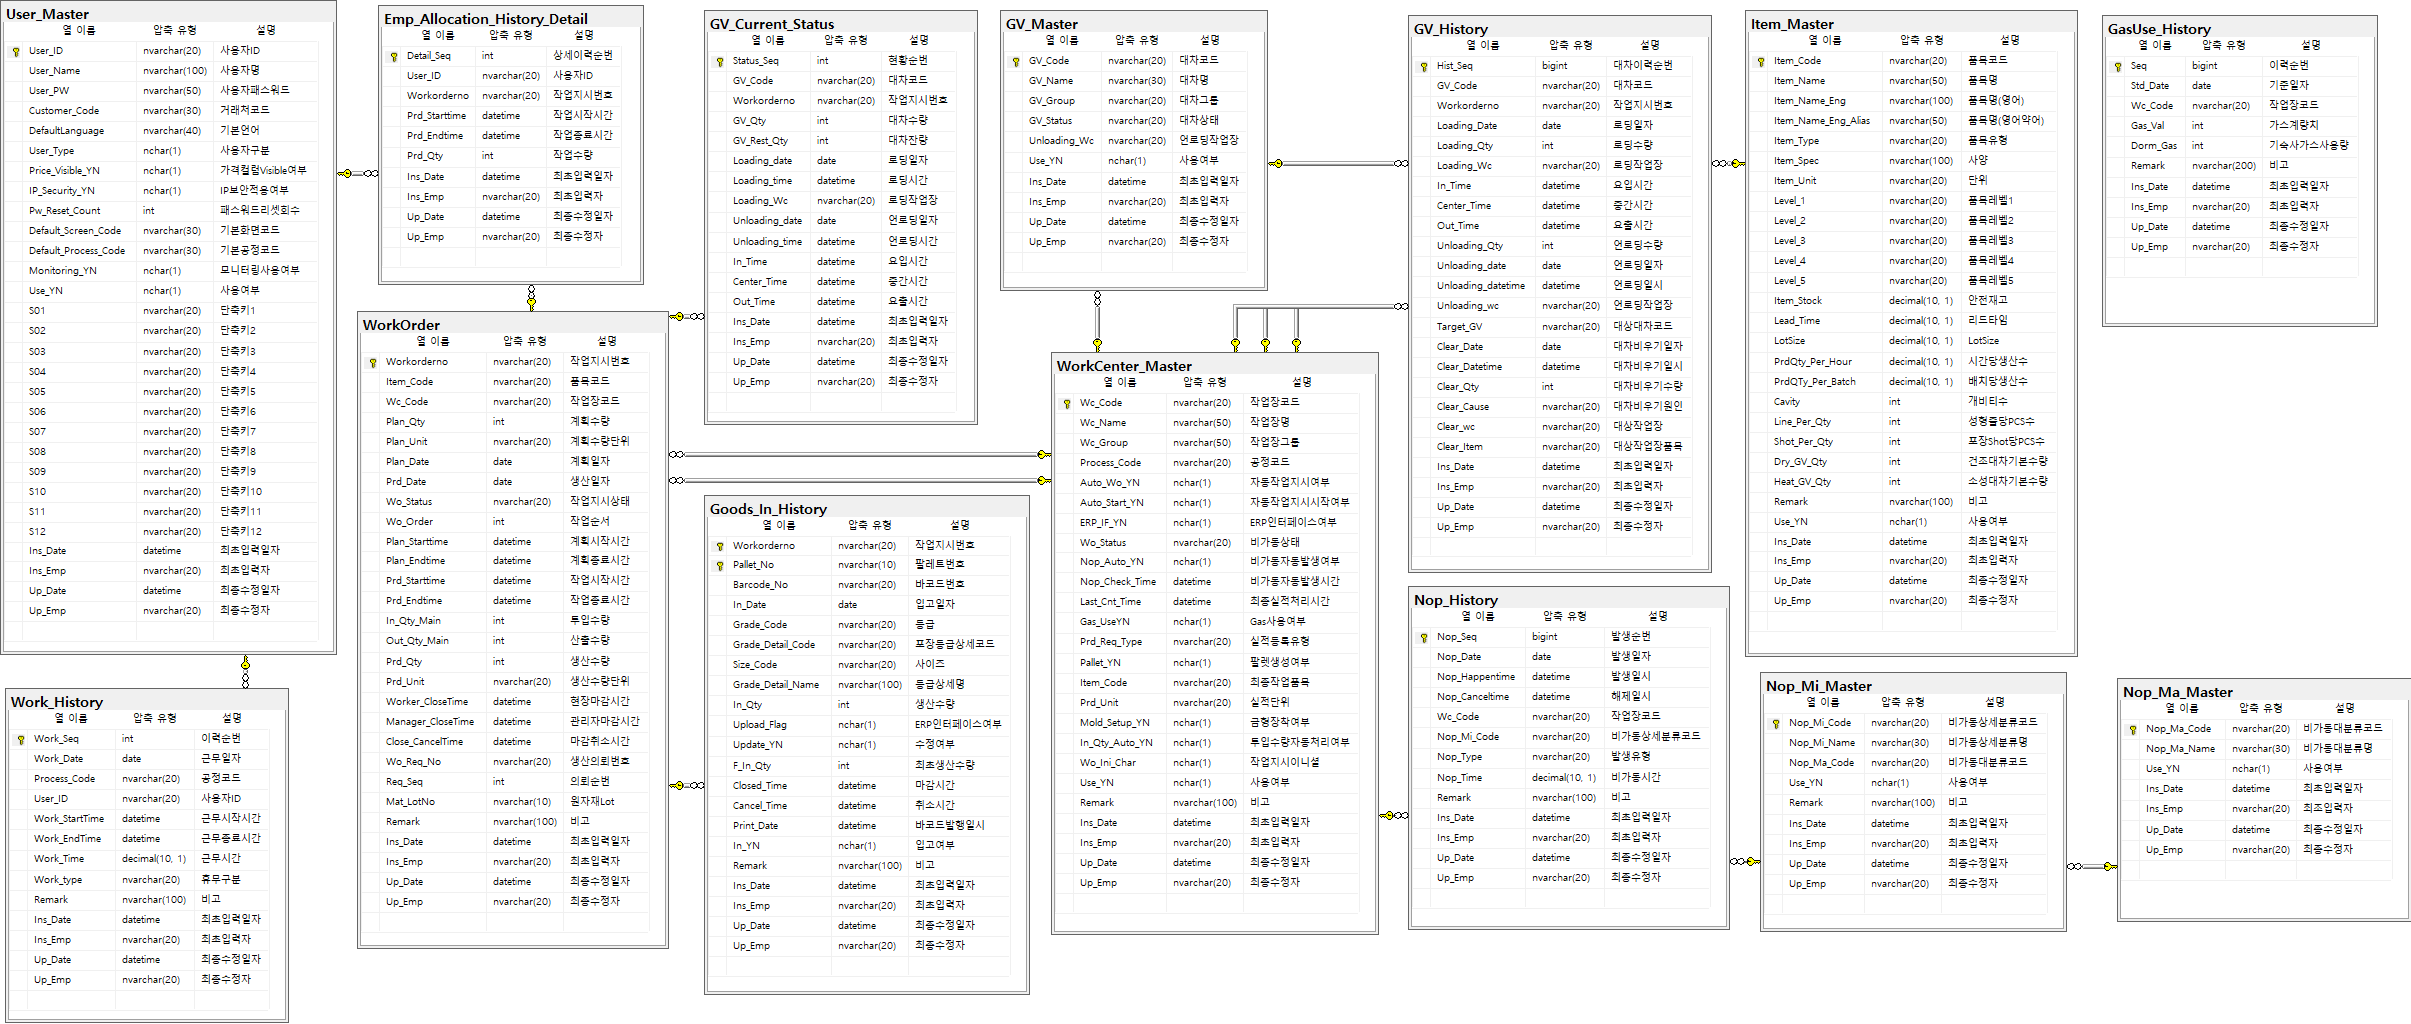 User_Master
열 이름 압축 유형 설명
User_ID nvarchar(20) 사용자ID
User_Name nvarchar(100) 사용자명
User_PW nvarchar(50) 사용자패스워드
Customer_Code nvarchar(30) 거래처코드
DefaultLanguage nvarchar(40) 기본언어
User_Type nchar(1) 사용자구분
Price_Visible_YN nchar(1) 가격컬럼Visible여부
IP_Security_YN nchar(1) IP보안적용여부
Pw_Reset_Count int 패스워드리셋회수
Default_Screen_Code nvarchar(30) 기본화면코드
Default_Process_Code nvarchar(30) 기본공정코드
Monitoring_YN nchar(1) 모니터링사용여부
Use_YN nchar(1) 사용여부
S01 nvarchar(20) 단축키1
S02 nvarchar(20) 단축키2
S03 nvarchar(20) 단축키3
S04 nvarchar(20) 단축키4
S05 nvarchar(20) 단축키5
S06 nvarchar(20) 단축키6
S07 nvarchar(20) 단축키7
S08 nvarchar(20) 단축키8
S09 nvarchar(20) 단축키9
S10 nvarchar(20) 단축키10
S11 nvarchar(20) 단축키11
S12 nvarchar(20) 단축키12
Ins_Date datetime 최초입력일자
Ins_Emp nvarchar(20) 최초입력자
Up_Date datetime 최종수정일자
Up_Emp nvarchar(20) 최종수정자
Work_History
열 이름 압축 유형 설명
Work_Seq int 이력순번
Work_Date date 근무일자
Process_Code nvarchar(20) 공정코드
User_ID nvarchar(20) 사용자ID
Work_StartTime datetime 근무시작시간
Work_EndTime datetime 근무종료시간
Work_Time decimal(10, 1) 근무시간
Work_type nvarchar(20) 휴무구분
Remark nvarchar(100) 비고
Ins_Date datetime 최초입력일자
Ins_Emp nvarchar(20) 최초입력자
Up_Date datetime 최종수정일자
Up_Emp nvarchar(20) 최종수정자
Emp_Allocation_History_Detail
열 이름 압축 유형 설명
Detail_Seq int 상세이력순번
User_ID nvarchar(20) 사용자ID
Workorderno nvarchar(20) 작업지시번호
Prd_Starttime datetime 작업시작시간
Prd_Endtime datetime 작업종료시간
Prd_Qty int 작업수량
Ins_Date datetime 최초입력일자
Ins_Emp nvarchar(20) 최초입력자
Up_Date datetime 최종수정일자
Up_Emp nvarchar(20) 최종수정자
WorkOrder
열 이름 압축 유형 설명
Workorderno nvarchar(20) 작업지시번호
Item_Code nvarchar(20) 품목코드
Wc_Code nvarchar(20) 작업장코드
Plan_Qty int 계획수량
Plan_Unit nvarchar(20) 계획수량단위
Plan_Date date 계획일자
Prd_Date date 생산일자
Wo_Status nvarchar(20) 작업지시상태
Wo_Order int 작업순서
Plan_Starttime datetime 계획시작시간
Plan_Endtime datetime 계획종료시간
Prd_Starttime datetime 작업시작시간
Prd_Endtime datetime 작업종료시간
In_Qty_Main int 투입수량
Out_Qty_Main int 산출수량
Prd_Qty int 생산수량
Prd_Unit nvarchar(20) 생산수량단위
Worker_CloseTime datetime 현장마감시간
Manager_CloseTime datetime 관리자마감시간
Close_CancelTime datetime 마감취소시간
Wo_Req_No nvarchar(20) 생산의뢰번호
Req_Seq int 의뢰순번
Mat_LotNo nvarchar(10) 원자재Lot
Remark nvarchar(100) 비고
Ins_Date datetime 최초입력일자
Ins_Emp nvarchar(20) 최초입력자
Up_Date datetime 최종수정일자
Up_Emp nvarchar(20) 최종수정자
GV_Current_Status
열 이름 압축 유형 설명
Status_Seq int 현황순번
GV_Code nvarchar(20) 대차코드
Workorderno nvarchar(20) 작업지시번호
GV_Qty int 대차수량
GV_Rest_Qty int 대차잔량
Loading_date date 로딩일자
Loading_time datetime 로딩시간
Loading_Wc nvarchar(20) 로딩작업장
Unloading_date date 언로딩일자
Unloading_time datetime 언로딩시간
In_Time datetime 요입시간
Center_Time datetime 중간시간
Out_Time datetime 요출시간
Ins_Date datetime 최초입력일자
Ins_Emp nvarchar(20) 최초입력자
Up_Date datetime 최종수정일자
Up_Emp nvarchar(20) 최종수정자
Goods_In_History
열 이름 압축 유형 설명
Workorderno nvarchar(20) 작업지시번호
Pallet_No nvarchar(10) 팔레트번호
Barcode_No nvarchar(20) 바코드번호
In_Date date 입고일자
Grade_Code nvarchar(20) 등급
Grade_Detail_Code nvarchar(20) 포장등급상세코드
Size_Code nvarchar(20) 사이즈
Grade_Detail_Name nvarchar(100) 등급상세명
In_Qty int 생산수량
Upload_Flag nchar(1) ERP인터페이스여부
Update_YN nchar(1) 수정여부
F_In_Qty int 최초생산수량
Closed_Time datetime 마감시간
Cancel_Time datetime 취소시간
Print_Date datetime 바코드발행일시
In_YN nchar(1) 입고여부
Remark nvarchar(100) 비고
Ins_Date datetime 최초입력일자
Ins_Emp nvarchar(20) 최초입력자
Up_Date datetime 최종수정일자
Up_Emp nvarchar(20) 최종수정자
GV_Master
열 이름 압축 유형 설명
GV_Code nvarchar(20) 대차코드
GV_Name nvarchar(30) 대차명
GV_Group nvarchar(20) 대차그룹
GV_Status nvarchar(20) 대차상태
Unloading_Wc nvarchar(20) 언로딩작업장
Use_YN nchar(1) 사용여부
Ins_Date datetime 최초입력일자
Ins_Emp nvarchar(20) 최초입력자
Up_Date datetime 최종수정일자
Up_Emp nvarchar(20) 최종수정자
WorkCenter_Master
열 이름 압축 유형 설명
Wc_Code nvarchar(20) 작업장코드
Wc_Name nvarchar(50) 작업장명
Wc_Group nvarchar(50) 작업장그룹
Process_Code nvarchar(20) 공정코드
Auto_Wo_YN nchar(1) 자동작업지시여부
Auto_Start_YN nchar(1) 자동작업지시시작여부
ERP_IF_YN nchar(1) ERP인터페이스여부
Wo_Status nvarchar(20) 비가동상태
Nop_Auto_YN nchar(1) 비가동자동발생여부
Nop_Check_Time datetime 비가동자동발생시간
Last_Cnt_Time datetime 최종실적처리시간
Gas_UseYN nchar(1) Gas사용여부
Prd_Req_Type nvarchar(20) 실적등록유형
Pallet_YN nchar(1) 팔렛생성여부
Item_Code nvarchar(20) 최종작업품목
Prd_Unit nvarchar(20) 실적단위
Mold_Setup_YN nchar(1) 금형장착여부
In_Qty_Auto_YN nchar(1) 투입수량자동처리여부
Wo_Ini_Char nvarchar(20) 작업지시이니셜
Use_YN nchar(1) 사용여부
Remark nvarchar(100) 비고
Ins_Date datetime 최초입력일자
Ins_Emp nvarchar(20) 최초입력자
Up_Date datetime 최종수정일자
Up_Emp nvarchar(20) 최종수정자
GV_History
열 이름 압축 유형 설명
Hist_Seq bigint 대차이력순번
GV_Code nvarchar(20) 대차코드
Workorderno nvarchar(20) 작업지시번호
Loading_Date date 로딩일자
Loading_Qty int 로딩수량
Loading_Wc nvarchar(20) 로딩작업장
In_Time datetime 요입시간
Center_Time datetime 중간시간
Out_Time datetime 요출시간
Unloading_Qty int 언로딩수량
Unloading_date date 언로딩일자
Unloading_datetime datetime 언로딩일시
Unloading_wc nvarchar(20) 언로딩작업장
Target_GV nvarchar(20) 대상대차코드
Clear_Date date 대차비우기일자
Clear_Datetime datetime 대차비우기일시
Clear_Qty int 대차비우기수량
Clear_Cause nvarchar(20) 대차비우기원인
Clear_wc nvarchar(20) 대상작업장
Clear_Item nvarchar(20) 대상작업장품목
Ins_Date datetime 최초입력일자
Ins_Emp nvarchar(20) 최초입력자
Up_Date datetime 최종수정일자
Up_Emp nvarchar(20) 최종수정자
Nop_History
열 이름 압축 유형 설명
Nop_Seq bigint 발생순번
Nop_Date date 발생일자
Nop_Happentime datetime 발생일시
Nop_Canceltime datetime 해제일시
Wc_Code nvarchar(20) 작업장코드
Nop_Mi_Code nvarchar(20) 비가동상세분류코드
Nop_Type nvarchar(20) 발생유형
Nop_Time decimal(10, 1) 비가동시간
Remark nvarchar(100) 비고
Ins_Date datetime 최초입력일자
Ins_Emp nvarchar(20) 최초입력자
Up_Date datetime 최종수정일자
Up_Emp nvarchar(20) 최종수정자
Item_Master
열 이름 압축 유형 설명
Item_Code nvarchar(20) 품목코드
Item_Name nvarchar(50) 품목명
Item_Name_Eng nvarchar(100) 품목명(영어)
Item_Name_Eng_Alias nvarchar(50) 품목명(영어약어)
Item_Type nvarchar(20) 품목유형
Item_Spec nvarchar(100) 사양
Item_Unit nvarchar(20) 단위
Level_1 nvarchar(20) 품목레벨1
Level_2 nvarchar(20) 품목레벨2
Level_3 nvarchar(20) 품목레벨3
Level_4 nvarchar(20) 품목레벨4
Level_5 nvarchar(20) 품목레벨5
Item_Stock decimal(10, 1) 안전재고
Lead_Time decimal(10, 1) 리드타임
LotSize decimal(10, 1) LotSize
PrdQty_Per_Hour decimal(10, 1) 시간당생산수
PrdQTy_Per_Batch decimal(10, 1) 배치당생산수
Cavity int 개비티수
Line_Per_Qty int 성형줄당PCS수
Shot_Per_Qty int 포장Shot당PCS수
Dry_GV_Qty int 건조대차기본수량
Heat_GV_Qty int 소성대차기본수량
Remark nvarchar(100) 비고
Use_YN nchar(1) 사용여부
Ins_Date datetime 최초입력일자
Ins_Emp nvarchar(20) 최초입력자
Up_Date datetime 최종수정일자
Up_Emp nvarchar(20) 최종수정자
Nop_Mi_Master
열 이름 압축 유형 설명
Nop_Mi_Code nvarchar(20) 비가동상세분류코드
Nop_Mi_Name nvarchar(30) 비가동상세분류명
Nop_Ma_Code nvarchar(20) 비가동대분류코드
Use_YN nchar(1) 사용여부
Remark nvarchar(100) 비고
Ins_Date datetime 최초입력일자
Ins_Emp nvarchar(20) 최초입력자
Up_Date datetime 최종수정일자
Up_Emp nvarchar(20) 최종수정자
GasUse_History
열 이름 압축 유형 설명
Seq bigint 이력순번
Std_Date date 기준일자
Wc_Code nvarchar(20) 작업장코드
Gas_Val int 가스계량치
Dorm_Gas int 기숙사가스사용량
Remark nvarchar(200) 비고
Ins_Date datetime 최초입력일자
Ins_Emp nvarchar(20) 최초입력자
Up_Date datetime 최종수정일자
Up_Emp nvarchar(20) 최종수정자
Nop_Ma_Master
열 이름 압축 유형 설명
Nop_Ma_Code nvarchar(20) 비가동대분류코드
Nop_Ma_Name nvarchar(30) 비가동대분류명
Use_YN nchar(1) 사용여부
Ins_Date datetime 최초입력일자
Ins_Emp nvarchar(20) 최초입력자
Up_Date datetime 최종수정일자
Up_Emp nvarchar(20) 최종수정자